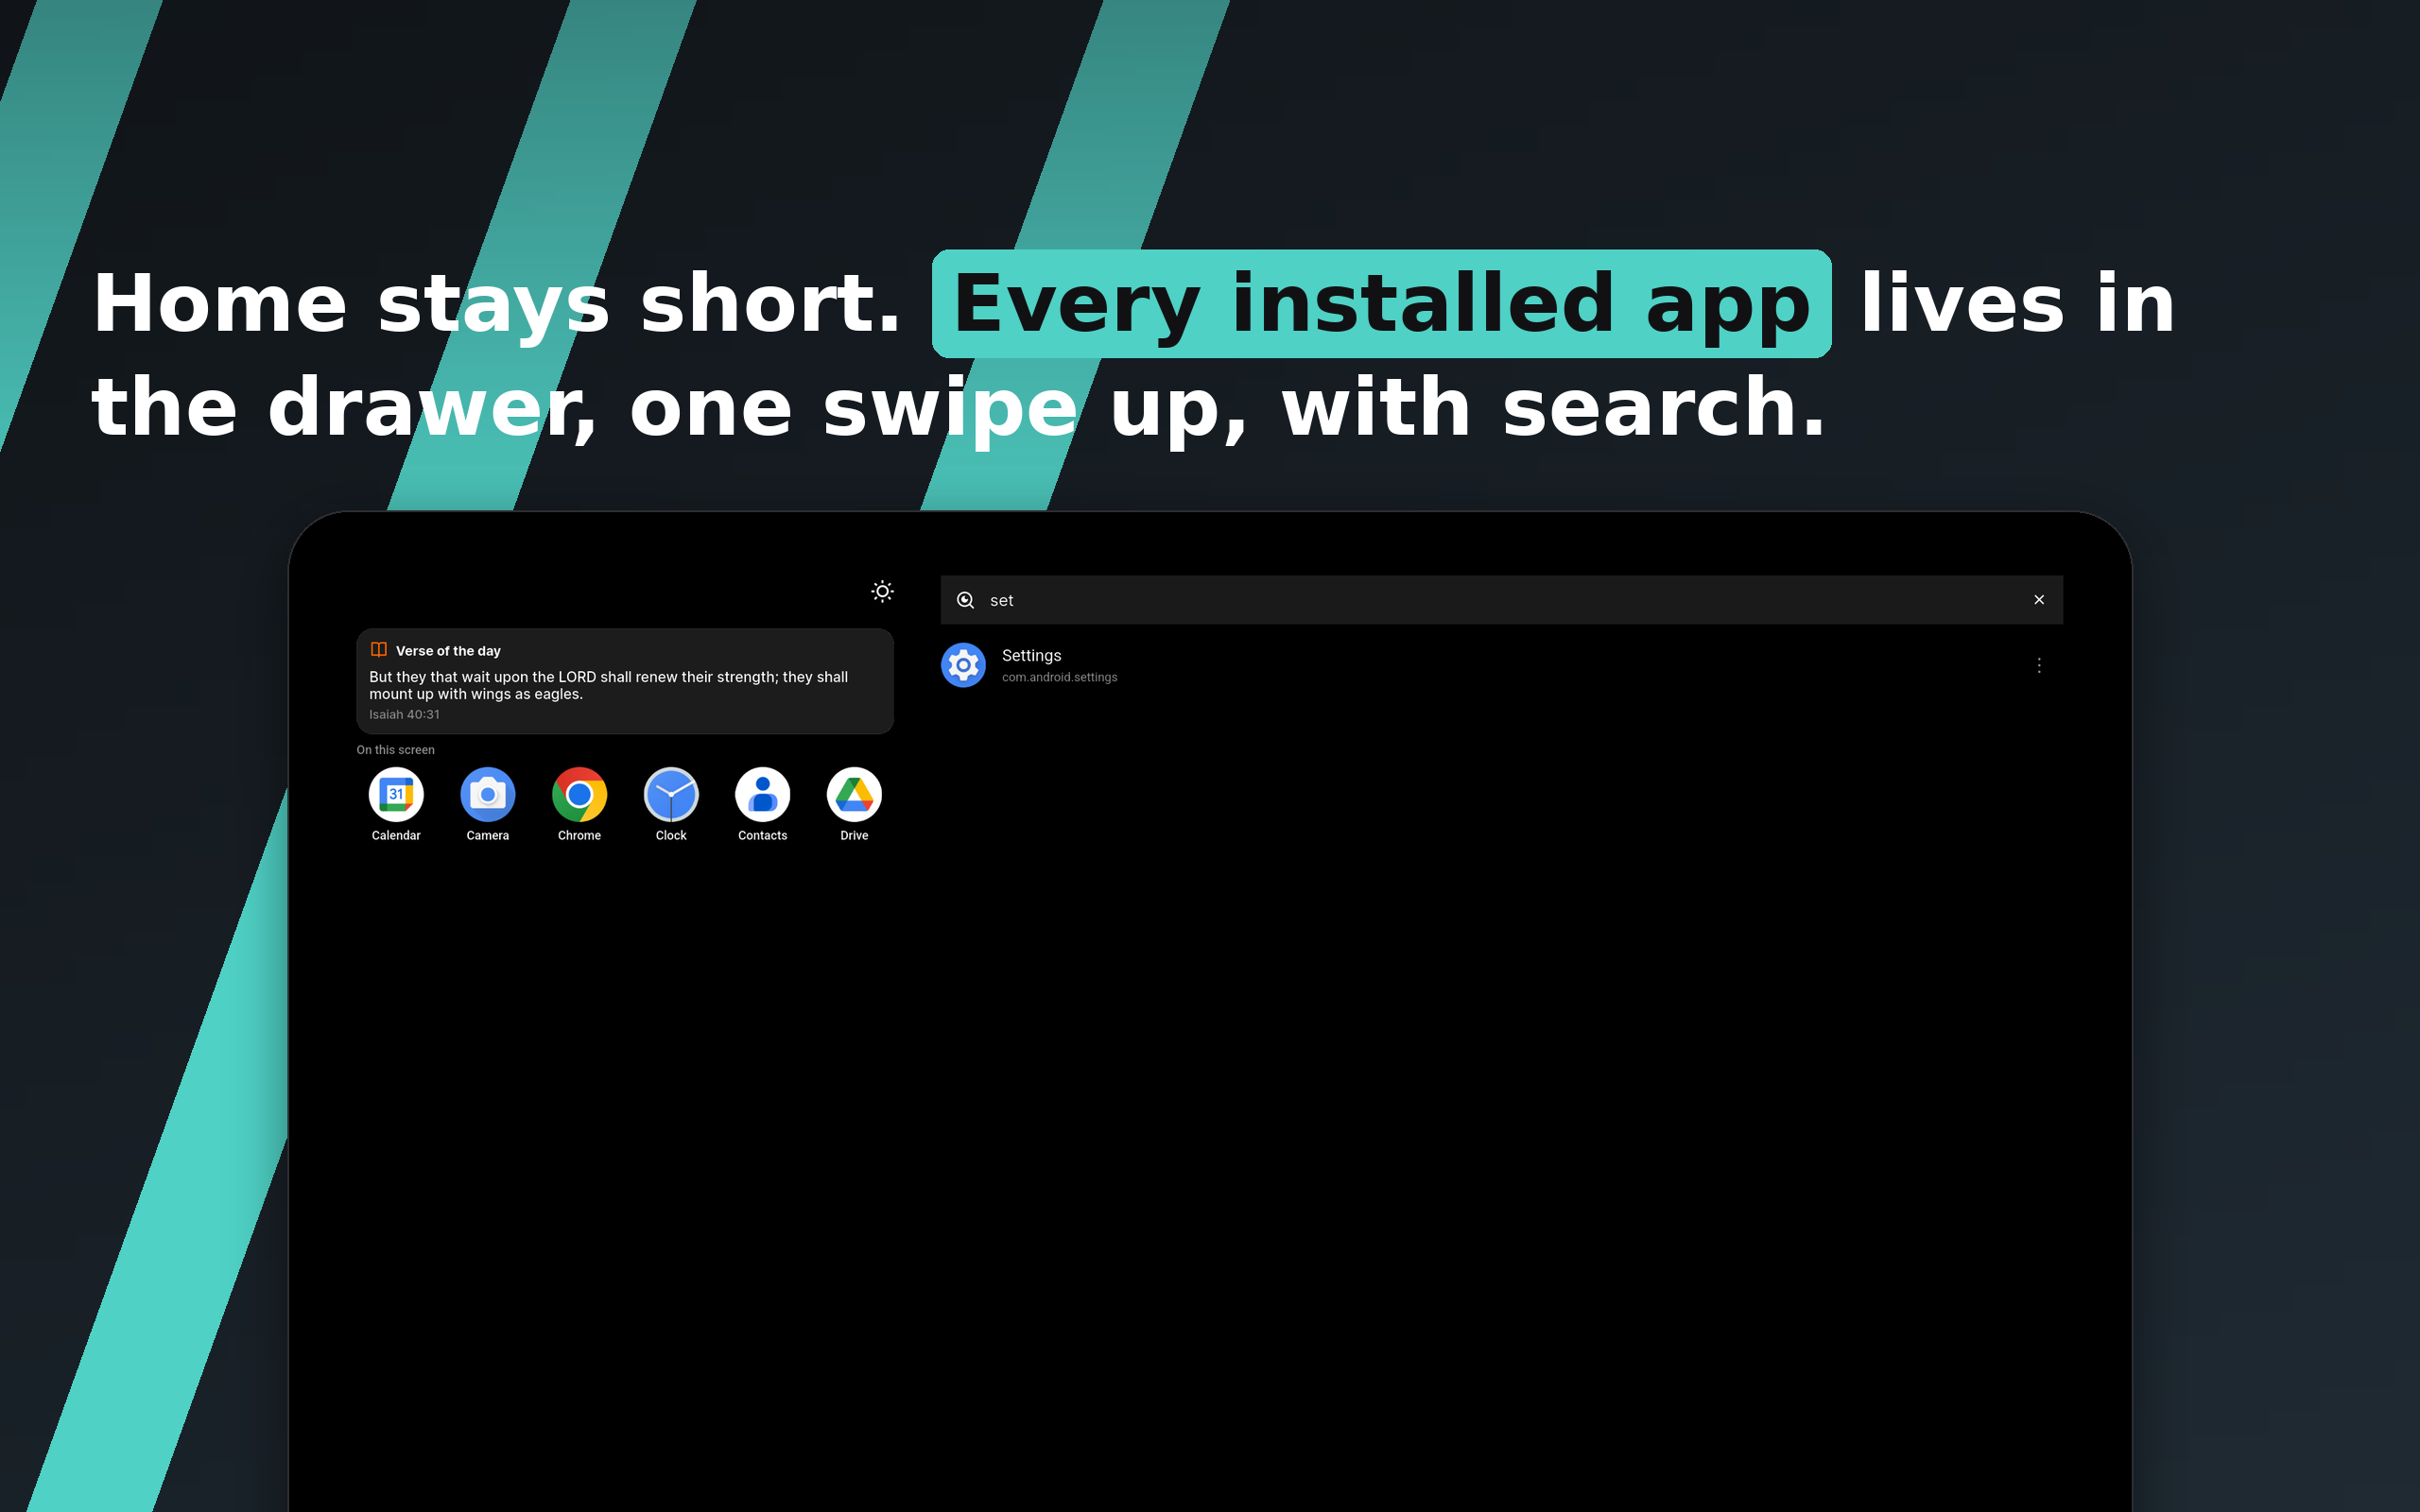 Home stays short. Every installed app lives in
the drawer, one swipe up, with search.
set
Settings
com.android.settings
Verse of the day
But they that wait upon the LORD shall renew their strength; they shall
mount up with wings as eagles.
Isaiah 40:31
On this screen
31
Calendar
Camera
Chrome
Clock
Contacts
Drive